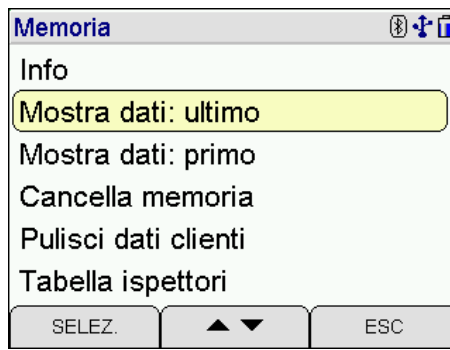 Memoria
Info
Mostra dati: ultimo
Mostra dati: primo
Cancella memoria
Pulisci dati clienti
Tabella ispettori
SELEZ. ▲ ▼ ESC